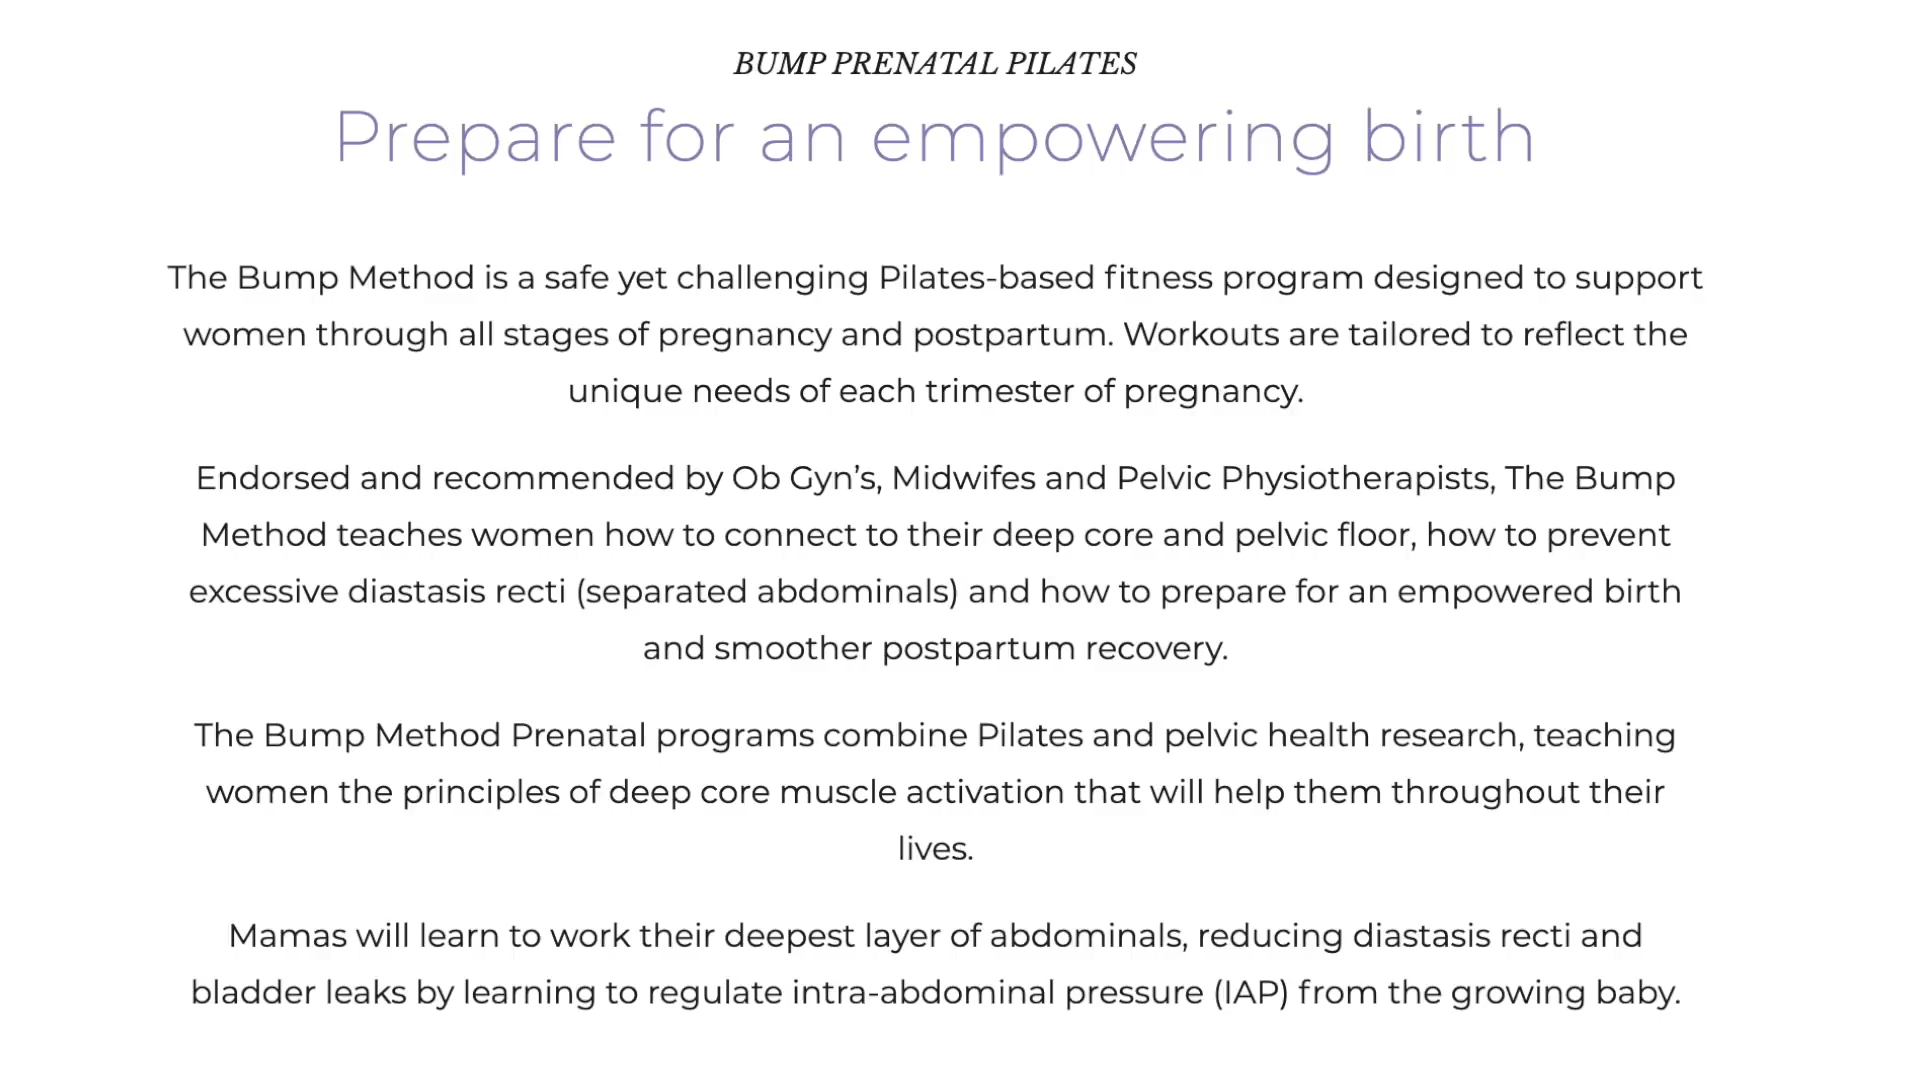 BUMP PRENATAL PILATES
Prepare for an empowering birth
The Bump Method is a safe yet challenging Pilates-based fitness program designed to support
women through all stages of pregnancy and postpartum. Workouts are tailored to reflect the
unique needs of each trimester of pregnancy.
Endorsed and recommended by Ob Gyn’s, Midwifes and Pelvic Physiotherapists, The Bump
Method teaches women how to connect to their deep core and pelvic floor, how to prevent
excessive diastasis recti (separated abdominals) and how to prepare for an empowered birth
and smoother postpartum recovery.
The Bump Method Prenatal programs combine Pilates and pelvic health research, teaching
women the principles of deep core muscle activation that will help them throughout their
lives.
Mamas will learn to work their deepest layer of abdominals, reducing diastasis recti and
bladder leaks by learning to regulate intra-abdominal pressure (IAP) from the growing baby.